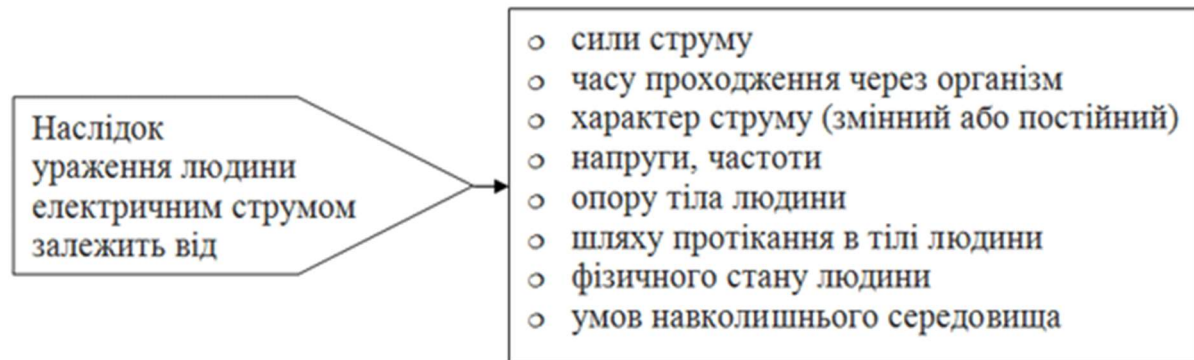 Наслідок
ураження людини
електричним струмом
залежить від
сили струму
часу проходження через організм
характер струму (змінний або постійний)
напруги, частоти
опору тіла людини
шляху протікання в тілі людини
фізичного стану людини
умов навколишнього середовища